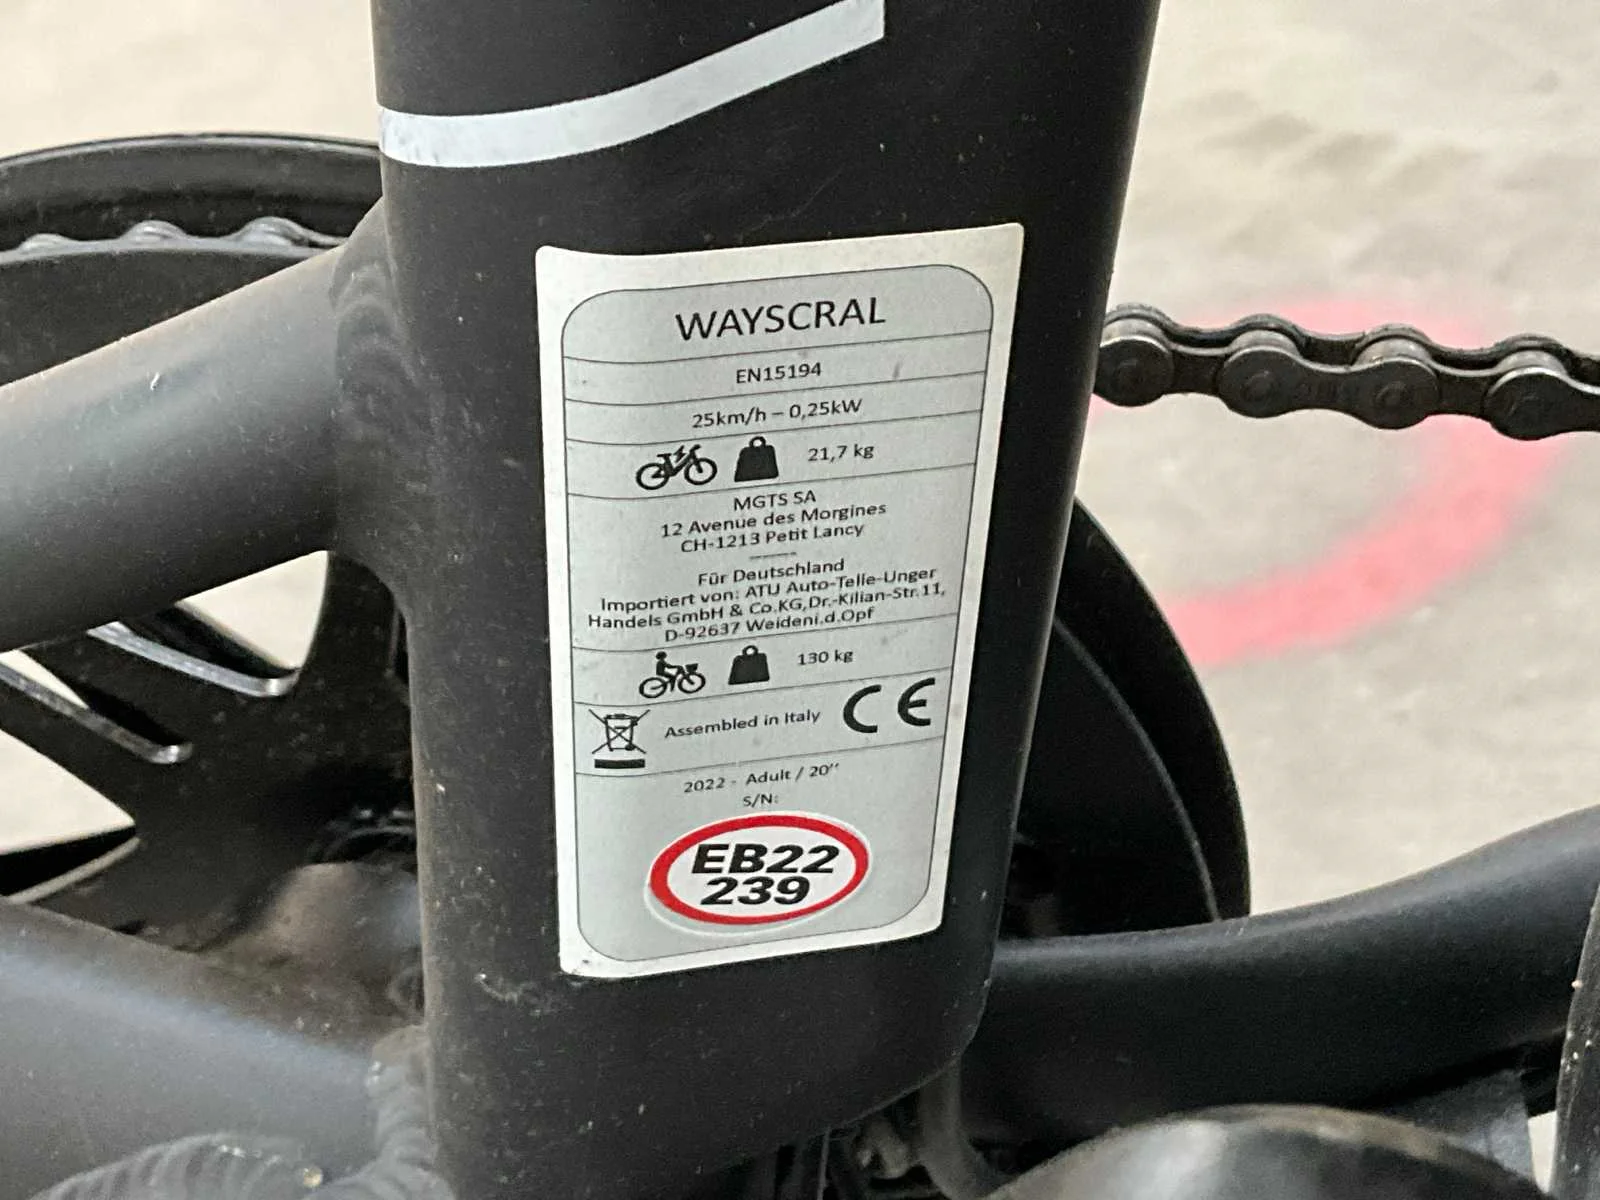 WAYSCRAL
EN15194
25km/h – 0,25kW
21,7 kg
MGTS SA
12 Avenue des Morgines
CH-1213 Petit Lancy
Für Deutschland
Importiert von: ATU Auto-Teile-Unger
Handels GmbH & Co.KG,Dr.-Kilian-Str.11,
D-92637 Weideni.d.Opf
130 kg
Assembled in Italy CE
2022 - Adult / 20''
S/N:
EB22
239